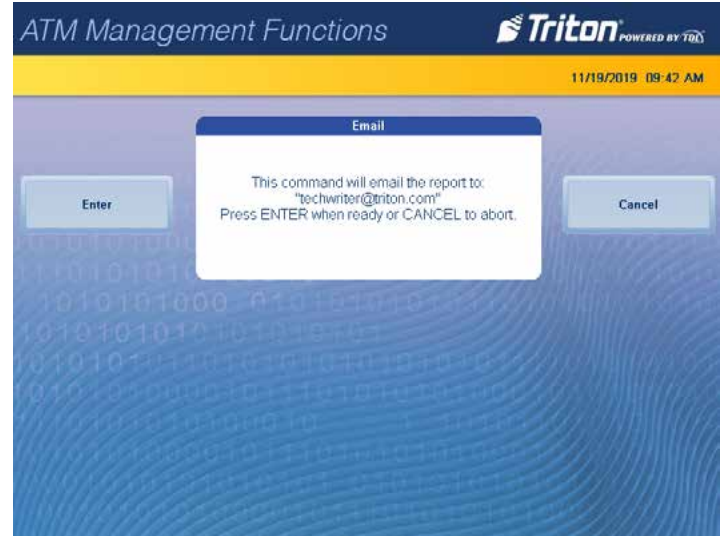 ATM Management Functions
Triton POWERED BY TDL
11/19/2019 09:42 AM
Email
This command will email the report to:
"techwriter@triton.com"
Press ENTER when ready or CANCEL to abort.
Enter
Cancel